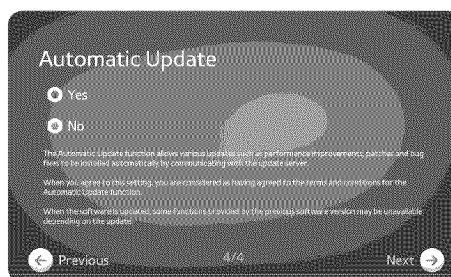 Automatic Update
Yes
No
The Automatic Update function allows various updates such as performance improvements, patches and bug
fixes to be installed automatically by communicating with the update server.
When you agree to this setting, you are considered as having agreed to the terms and conditions for the
Automatic Update function.
When the software is updated, some functions provided by the previous software version may be unavailable
depending on the update.
Previous
4/4
Next